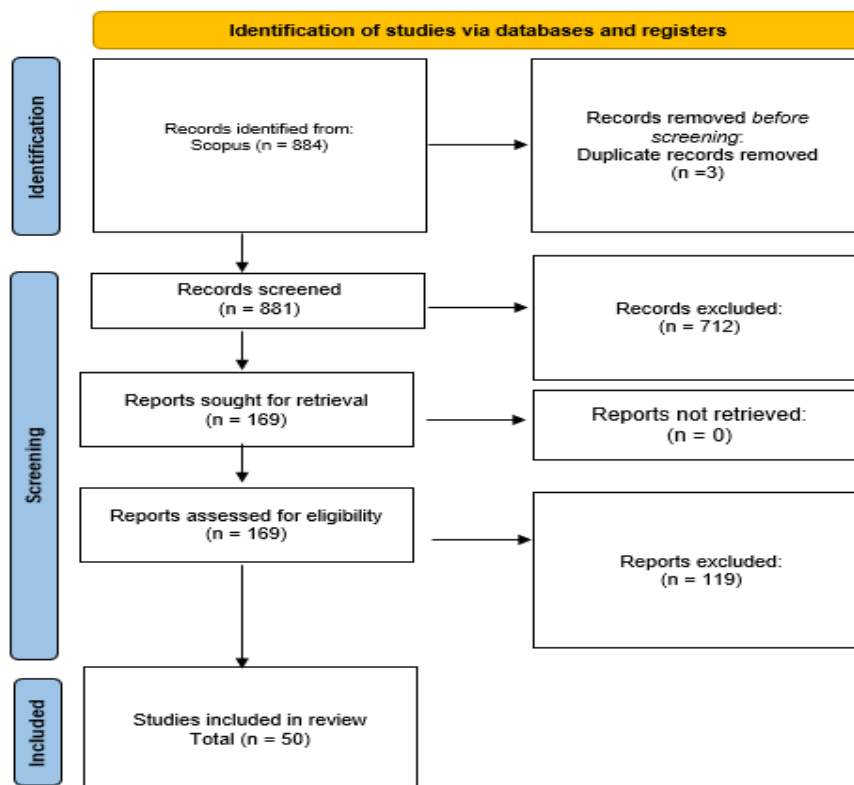 Identification of studies via databases and registers
Identification
Records identified from:
Scopus (n = 884)
Records removed before
screening:
Duplicate records removed
(n =3)
Screening
Records screened
(n = 881)
Records excluded:
(n = 712)
Reports sought for retrieval
(n = 169)
Reports not retrieved:
(n = 0)
Reports assessed for eligibility
(n = 169)
Reports excluded:
(n = 119)
Included
Studies included in review
Total (n = 50)